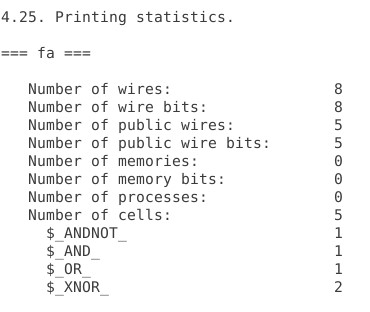 4.25. Printing statistics.
=== fa ===
Number of wires: 8
Number of wire bits: 8
Number of public wires: 5
Number of public wire bits: 5
Number of memories: 0
Number of memory bits: 0
Number of processes: 0
Number of cells: 5
$_ANDNOT_ 1
$_AND_ 1
$_OR_ 1
$_XNOR_ 2